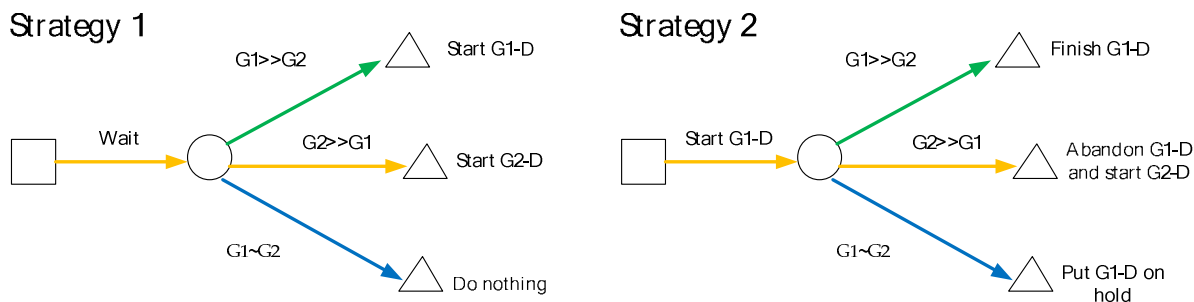 Strategy 1
G1>>G2
Start G1-D
Wait
G2>>G1
Start G2-D
G1~G2
Do nothing
Strategy 2
G1>>G2
Finish G1-D
Start G1-D
G2>>G1
Abandon G1-D
and start G2-D
G1~G2
Put G1-D on
hold